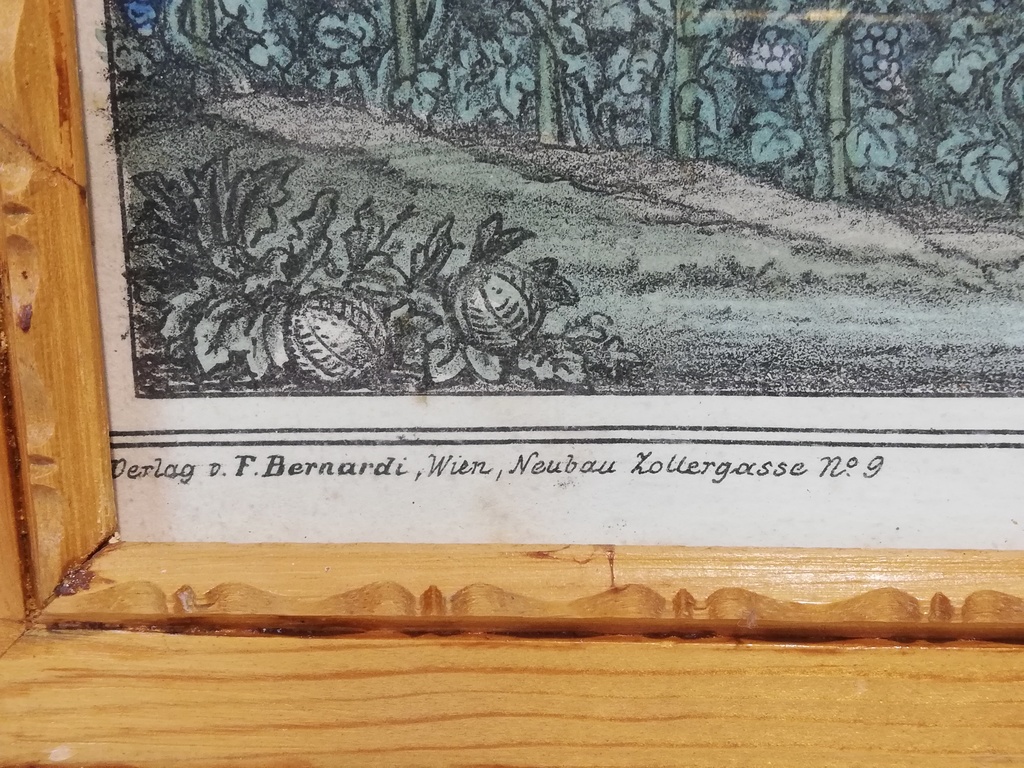 Verlag v. F. Bernardi, Wien, Neubau Zollergasse No. 9